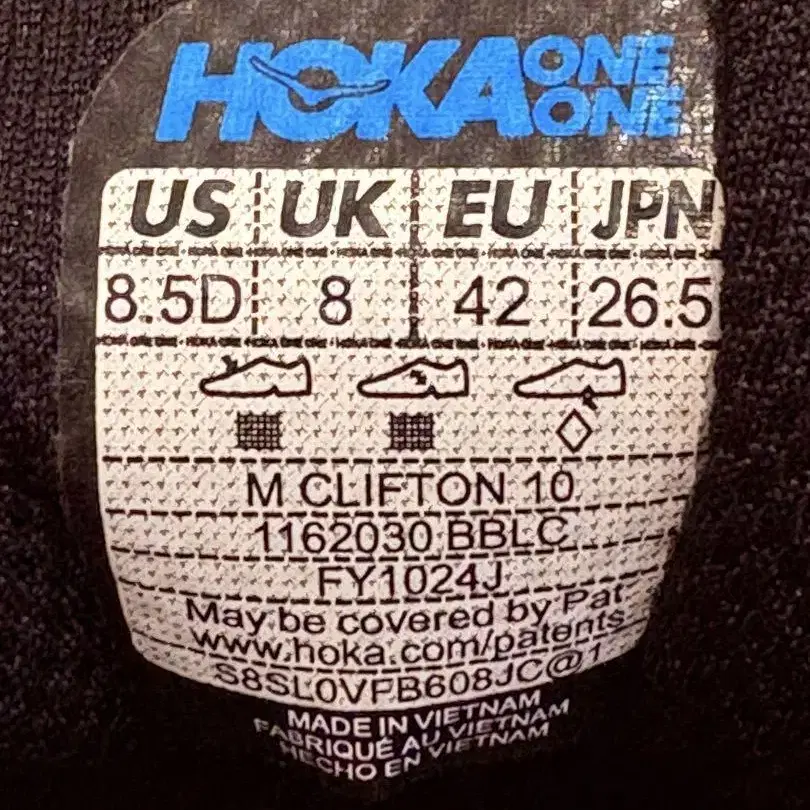 HOKA ONE ONE
US UK EU JPN
8.5D 8 42 26.5
M CLIFTON 10
1162030 BBLC
FY1024J
May be covered by Pat
www.hoka.com/patents
S8SL0VFB608JC@1
MADE IN VIETNAM
FABRIQUÉ AU VIETNAM
HECHO EN VIETNAM